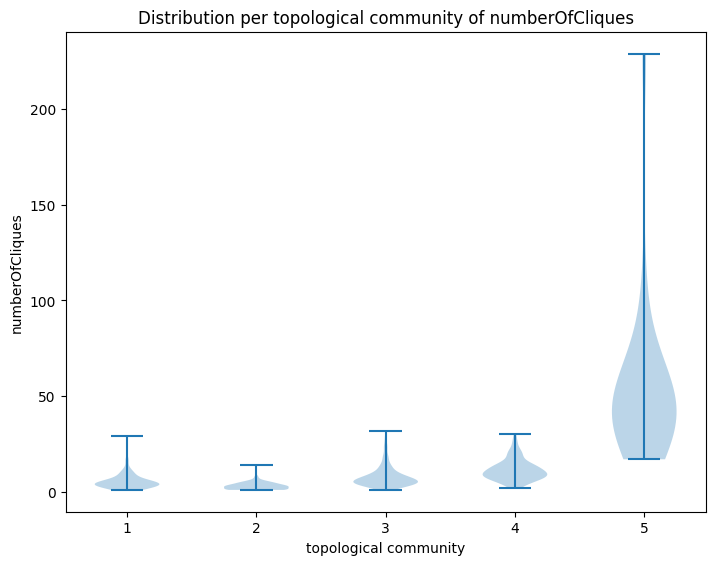 Distribution per topological community of numberOfCliques
numberOfCliques
200
150
100
50
0
1 2 3 4 5
topological community